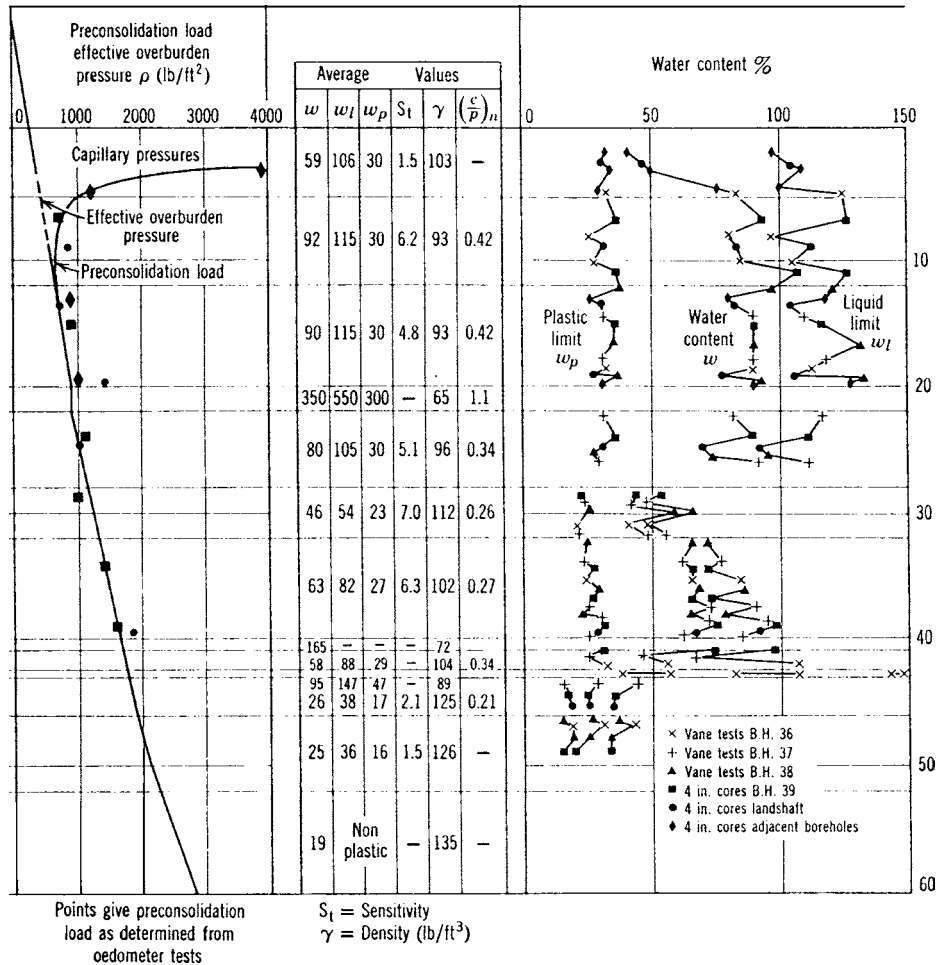 Preconsolidation load
effective overburden
pressure ρ (lb/ft²)
1000 2000 3000 4000
Capillary pressures
Effective overburden
pressure
Preconsolidation load
Points give preconsolidation
load as determined from
oedometer tests
Average Values
w w_l w_p S_t γ (c/p)_n
59 106 30 1.5 103 —
92 115 30 6.2 93 0.42
90 115 30 4.8 93 0.42
350 550 300 — 65 1.1
80 105 30 5.1 96 0.34
46 54 23 7.0 112 0.26
63 82 27 6.3 102 0.27
165 — — — 72 —
58 88 29 - 104 0.34
95 147 47 - 89
26 38 17 2.1 125 0.21
25 36 16 1.5 126 —
19 Non plastic — 135 —
S_t = Sensitivity
γ = Density (lb/ft³)
Water content %
0 50 100 150
Plastic
limit
w_p
Water
content
w
Liquid
limit
w_l
10
20
30
40
50
60
× Vane tests B.H. 36
+ Vane tests B.H. 37
▲ Vane tests B.H. 38
■ 4 in. cores B.H. 39
● 4 in. cores landshaft
♦ 4 in. cores adjacent boreholes